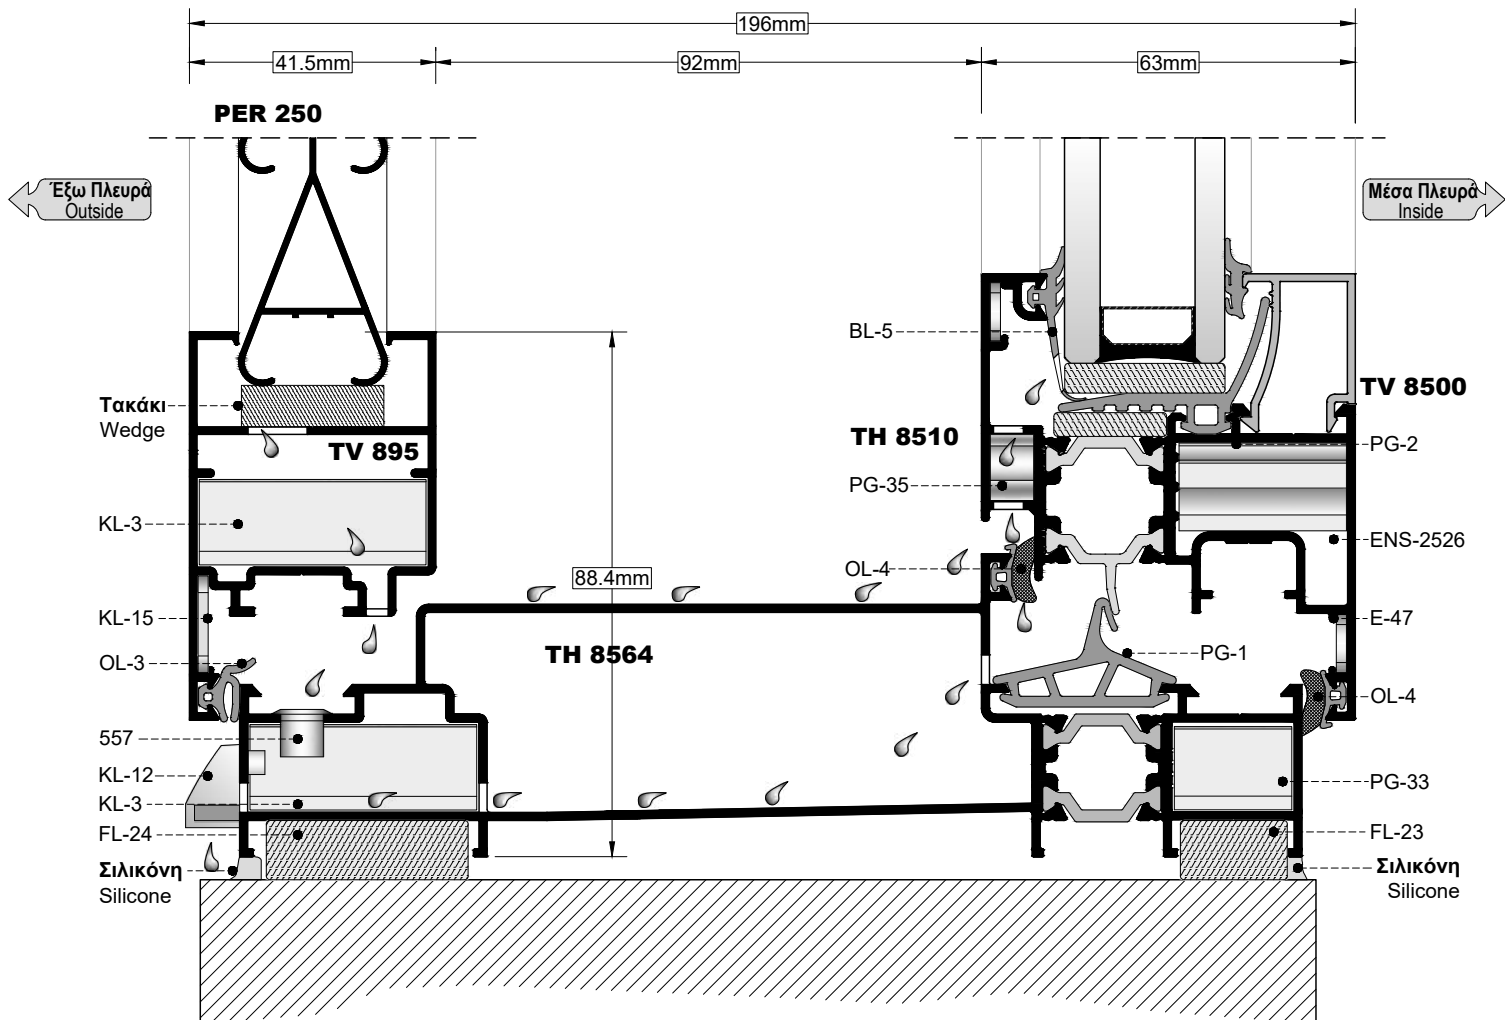 196mm
41.5mm
92mm
63mm
PER 250
Έξω Πλευρά
Outside
Μέσα Πλευρά
Inside
BL-5
TV 8500
Τακάκι
Wedge
TV 895
TH 8510
PG-2
PG-35
KL-3
ENS-2526
OL-4
88.4mm
KL-15
E-47
OL-3
TH 8564
PG-1
OL-4
557
KL-12
PG-33
KL-3
FL-24
FL-23
Σιλικόνη
Silicone
Σιλικόνη
Silicone